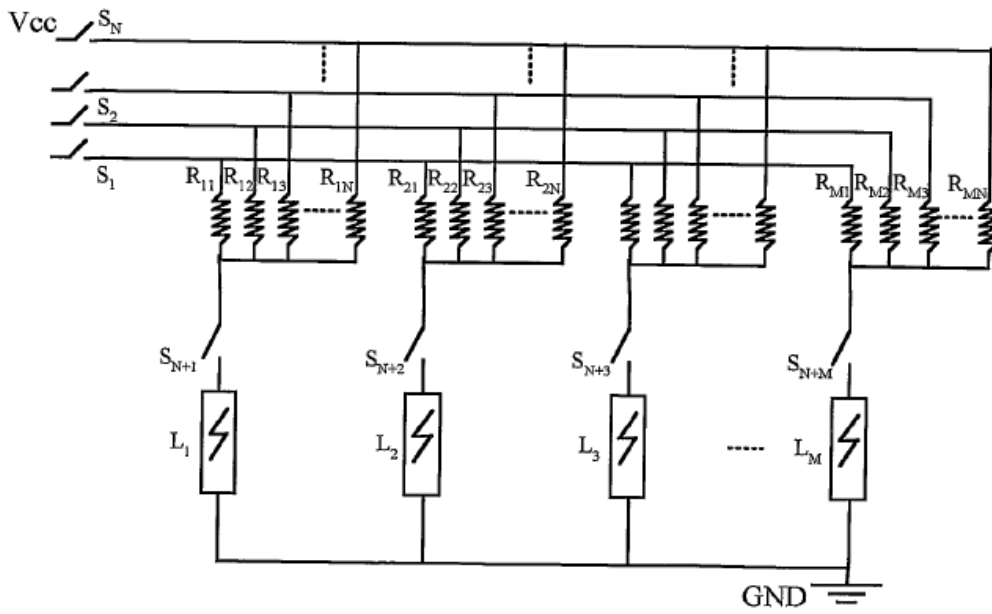 Vcc
S_N
S_2
S_1
R_11 R_12 R_13 R_1N R_21 R_22 R_23 R_2N R_M1 R_M2 R_M3 R_MN
S_N+1 S_N+2 S_N+3 S_N+M
L_1 L_2 L_3 L_M
GND